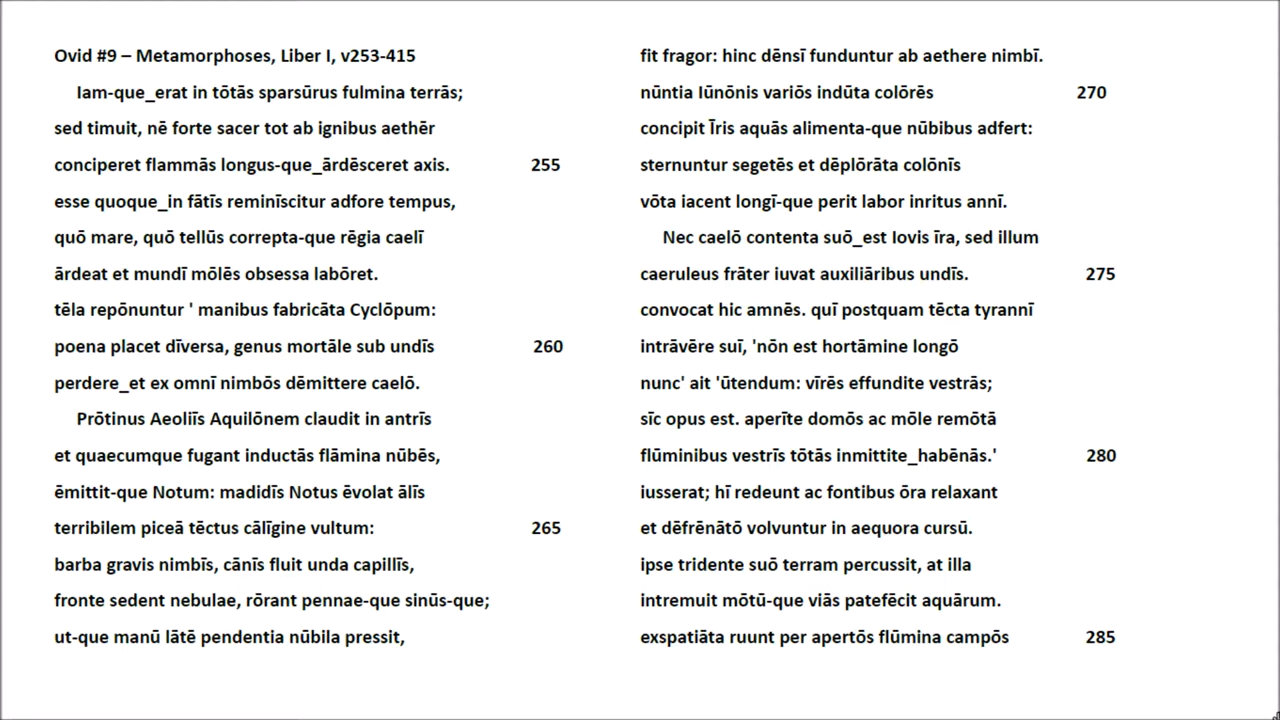 Ovid #9 – Metamorphoses, Liber I, v253-415
Iam-que_erat in tōtās sparsūrus fulmina terrās;
sed timuit, nē forte sacer tot ab ignibus aethēr
conciperet flammās longus-que_ārdēsceret axis. 255
esse quoque_in fātīs reminīscitur adfore tempus,
quō mare, quō tellūs correpta-que rēgia caelī
ārdeat et mundī mōlēs obsessa labōret.
tēla repōnuntur ' manibus fabricāta Cyclōpum:
poena placet dīversa, genus mortāle sub undīs 260
perdere_et ex omnī nimbōs dēmittere caelō.
Prōtinus Aeoliīs Aquilōnem claudit in antrīs
et quaecumque fugant inductās flāmina nūbēs,
ēmittit-que Notum: madidīs Notus ēvolat ālīs
terribilem piceā tēctus cālīgine vultum: 265
barba gravis nimbīs, cānīs fluit unda capillīs,
fronte sedent nebulae, rōrant pennae-que sinūs-que;
ut-que manū lātē pendentia nūbila pressit,
fit fragor: hinc dēnsī funduntur ab aethere nimbī.
nūntia Iūnōnis variōs indūta colōrēs 270
concipit Īris aquās alimenta-que nūbibus adfert:
sternuntur segetēs et dēplōrāta colōnīs
vōta iacent longī-que perit labor inritus annī.
Nec caelō contenta suō_est Iovis īra, sed illum
caeruleus frāter iuvat auxiliāribus undīs. 275
convocat hic amnēs. quī postquam tēcta tyrannī
intrāvēre suī, 'nōn est hortāmine longō
nunc' ait 'ūtendum: vīrēs effundite vestrās;
sīc opus est. aperīte domōs ac mōle remōtā
flūminibus vestrīs tōtās inmittite_habēnās.' 280
iusserat; hī redeunt ac fontibus ōra relaxant
et dēfrēnātō volvuntur in aequora cursū.
ipse tridente suō terram percussit, at illa
intremuit mōtū-que viās patefēcit aquārum.
exspatiāta ruunt per apertōs flūmina campōs 285